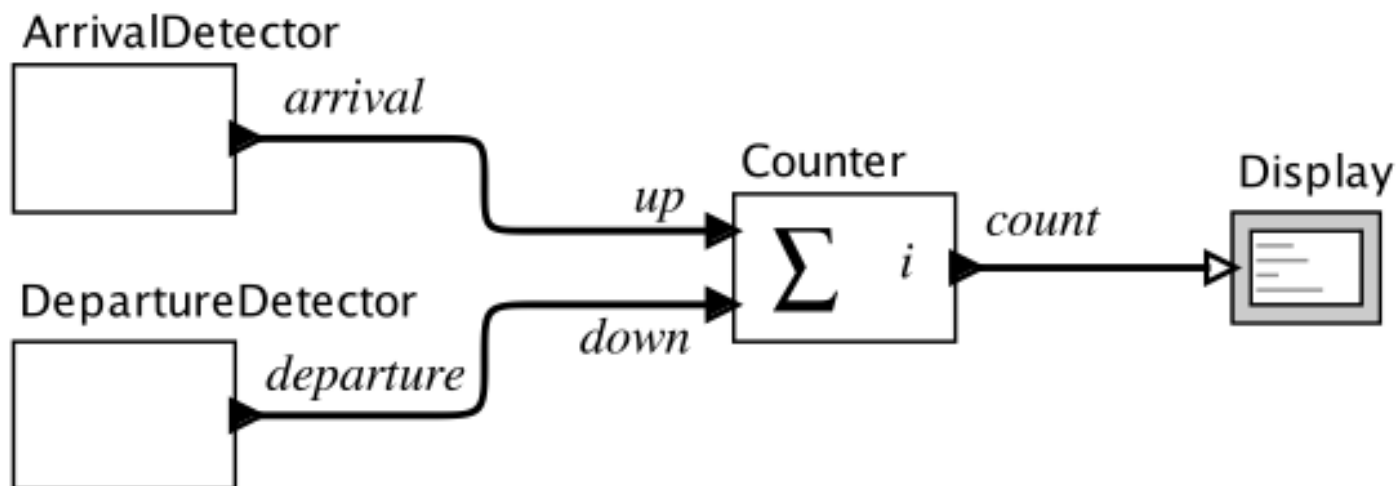 ArrivalDetector
arrival
Counter
Display
up
count
Σ i
DepartureDetector
down
departure